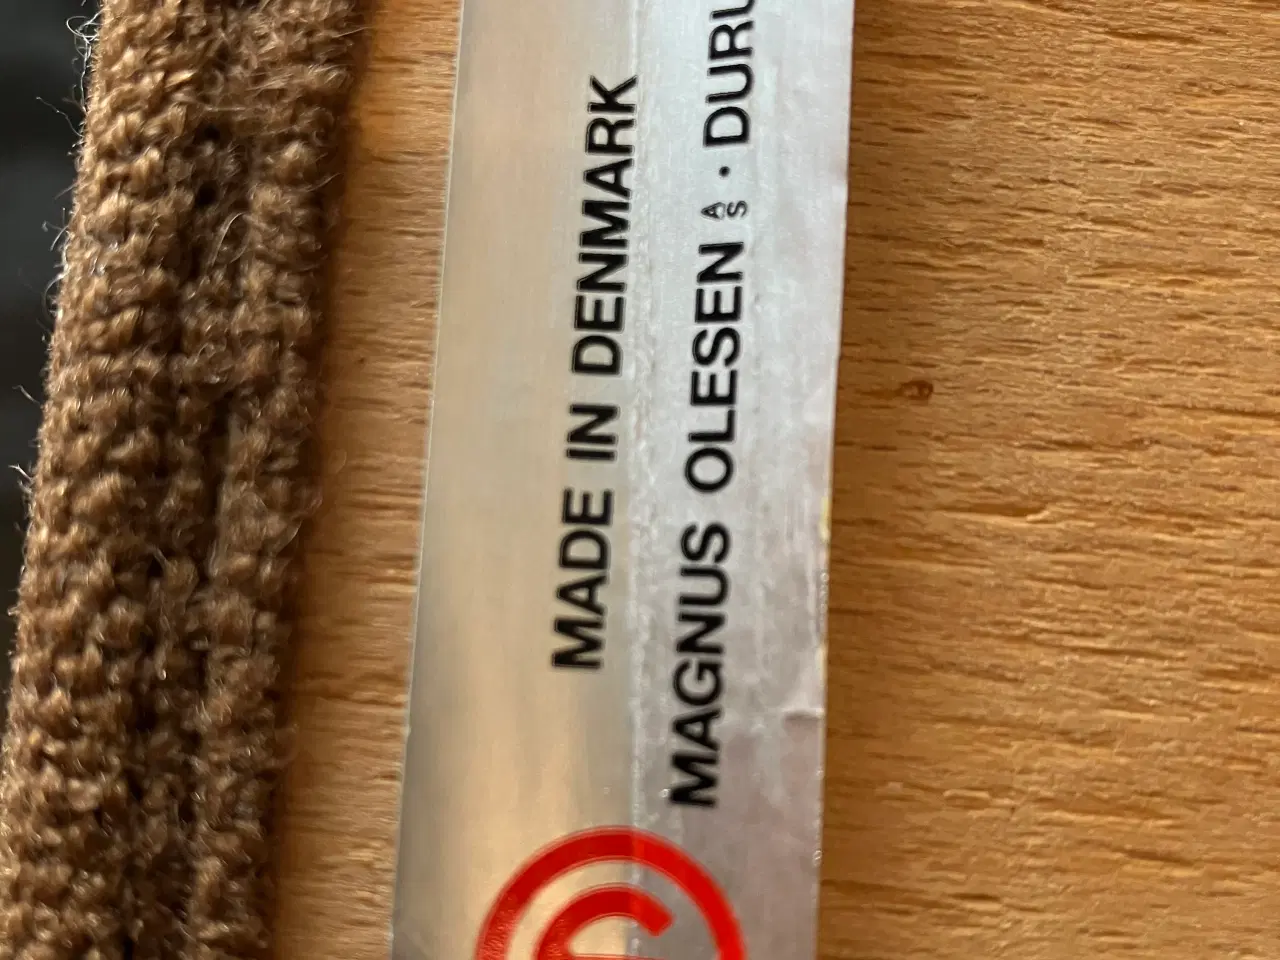 MADE IN DENMARK
MAGNUS OLESEN A/S · DURU